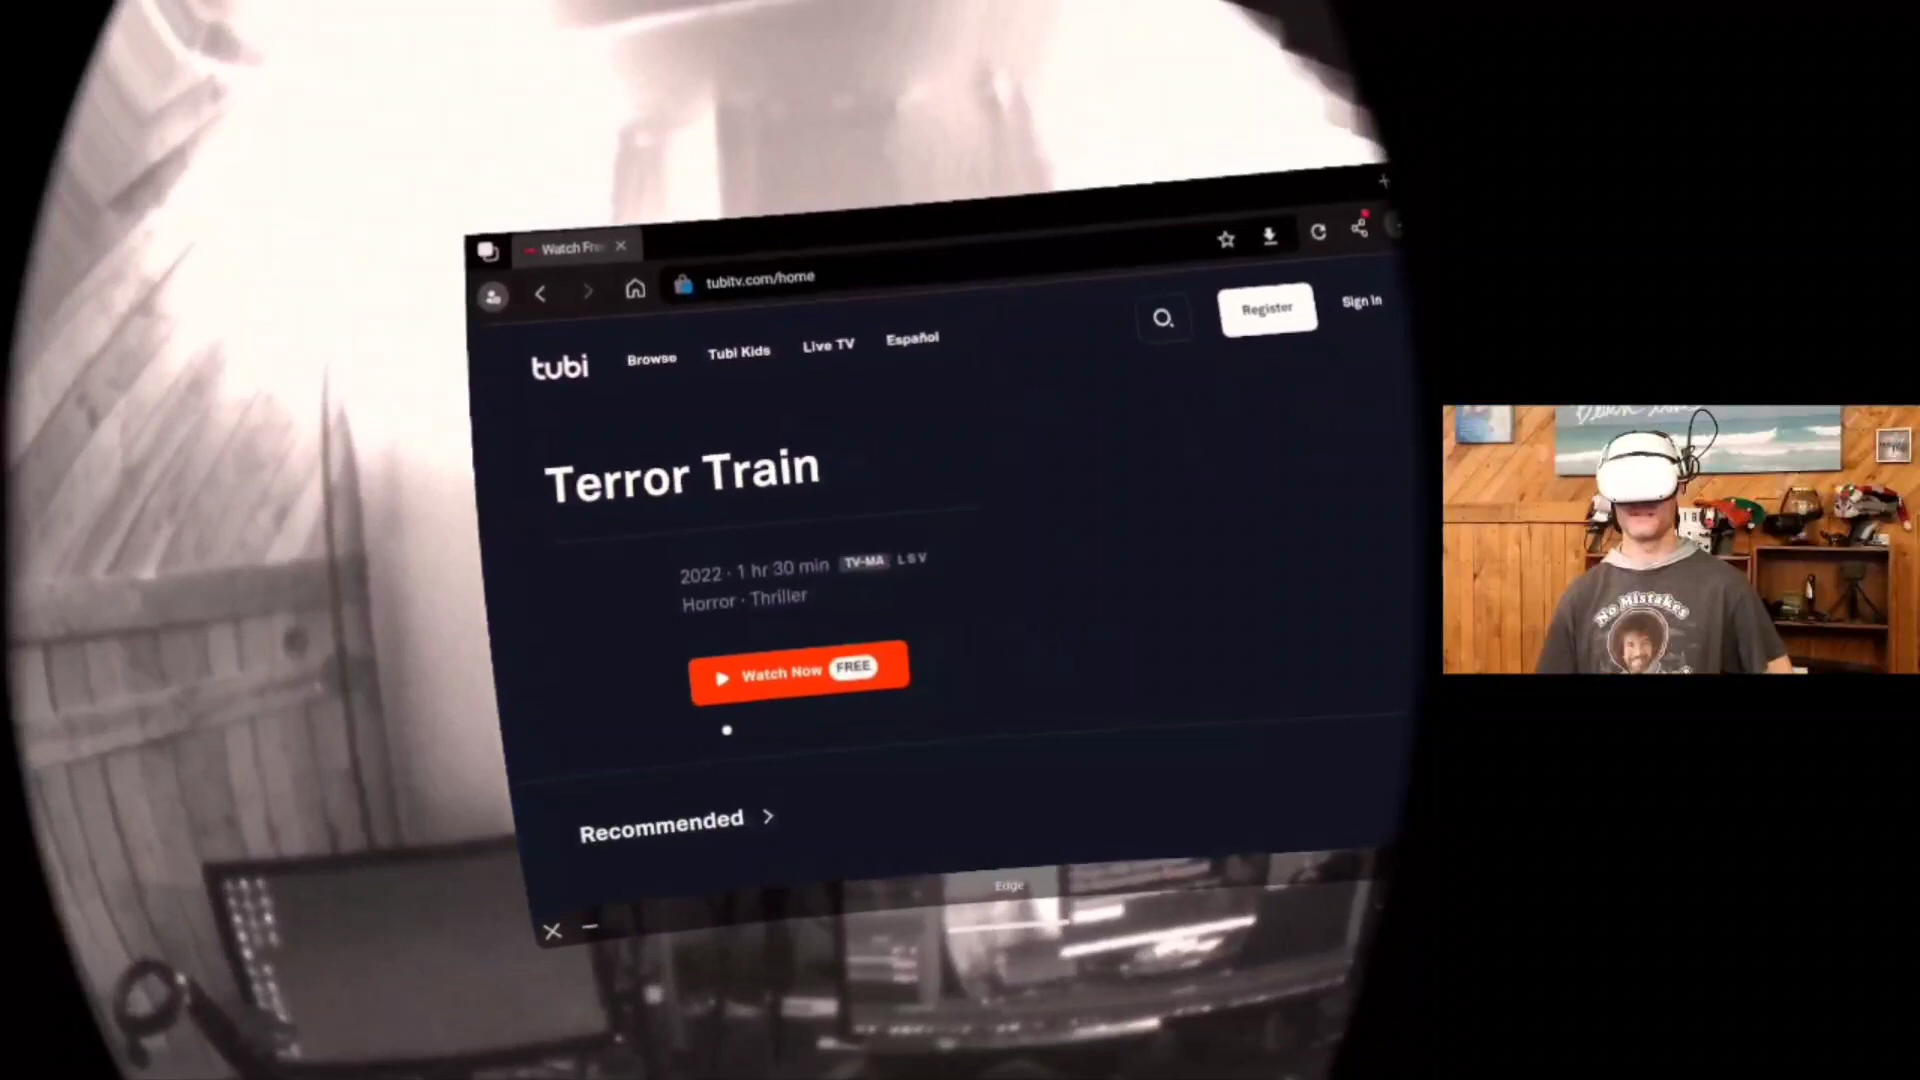 Watch Fre
tubitv.com/home
tubi
Browse
Tubi Kids
Live TV
Español
Register
Sign In
Terror Train
2022 · 1 hr 30 min TV-MA L S V
Horror · Thriller
Watch Now FREE
Recommended
Edge
No Mistakes